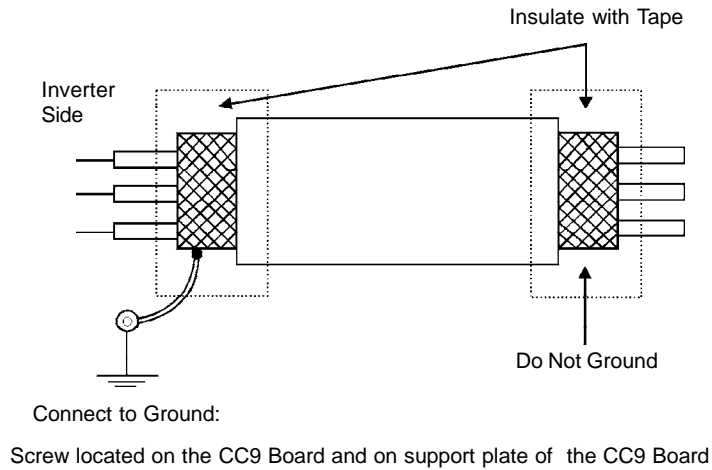 Insulate with Tape
Inverter
Side
Do Not Ground
Connect to Ground:
Screw located on the CC9 Board and on support plate of the CC9 Board